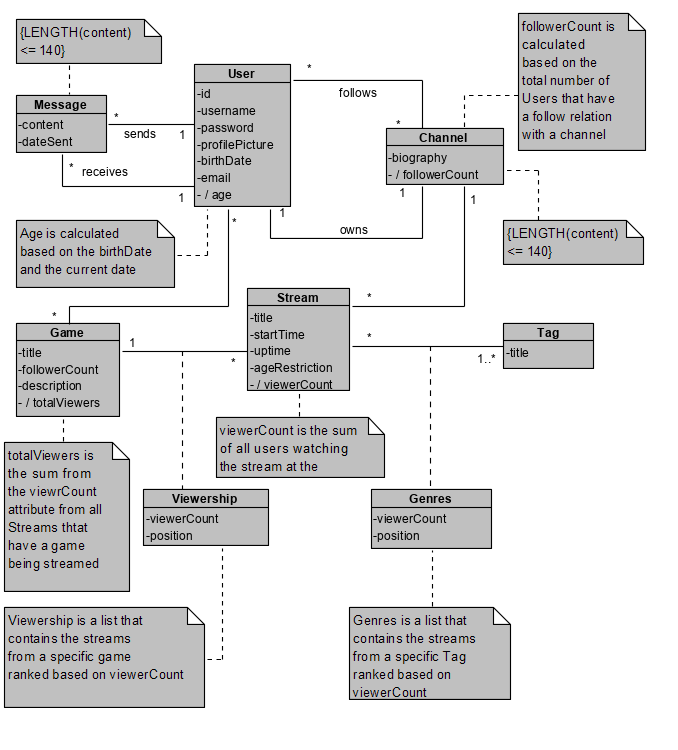 {LENGTH(content)
<= 140}
followerCount is
calculated
based on the
total number of
Users that have
a follow relation
with a channel
User
-id
-username
-password
-profilePicture
-birthDate
-email
- / age
*
follows
*
Message
-content
-dateSent
*
sends
1
*
receives
1
Channel
-biography
- / followerCount
1
owns
1
1
*
{LENGTH(content)
<= 140}
Age is calculated
based on the birthDate
and the current date
*
*
Stream
-title
-startTime
-uptime
-ageRestriction
- / viewerCount
Game
-title
-followerCount
-description
- / totalViewers
1
*
*
1..*
Tag
-title
viewerCount is the sum
of all users watching
the stream at the
totalViewers is
the sum from
the viewrCount
attribute from all
Streams thtat
have a game
being streamed
Viewership
-viewerCount
-position
Genres
-viewerCount
-position
Viewership is a list that
contains the streams
from a specific game
ranked based on viewerCount
Genres is a list that
contains the streams
from a specific Tag
ranked based on
viewerCount